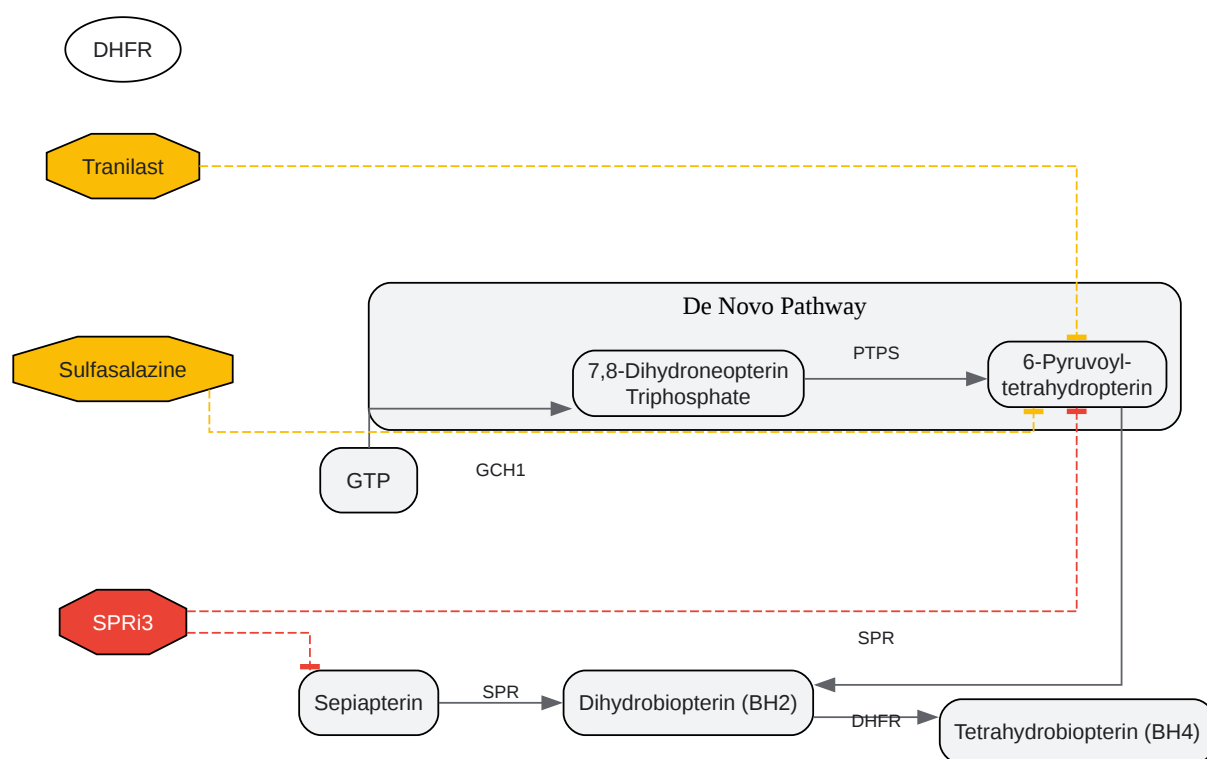 DHFR
Tranilast
De Novo Pathway
Sulfasalazine
7,8-Dihydroneopterin
Triphosphate
PTPS
6-Pyruvoyl-
tetrahydropterin
GTP
GCH1
SPRi3
SPR
Sepiapterin
SPR
Dihydrobiopterin (BH2)
DHFR
Tetrahydrobiopterin (BH4)